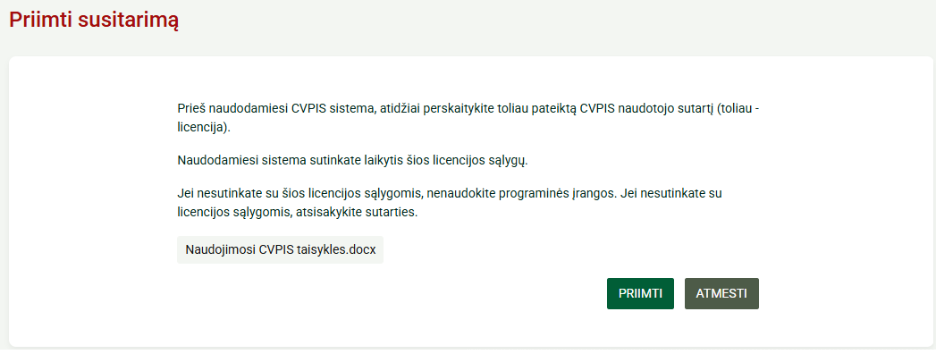 Priimti susitarimą
Prieš naudodamiesi CVPIS sistema, atidžiai perskaitykite toliau pateiktą CVPIS naudotojo sutartį (toliau -
licencija).
Naudodamiesi sistema sutinkate laikytis šios licencijos sąlygų.
Jei nesutinkate su šios licencijos sąlygomis, nenaudokite programinės įrangos. Jei nesutinkate su
licencijos sąlygomis, atsisakykite sutarties.
Naudojimosi CVPIS taisykles.docx
PRIIMTI ATMESTI